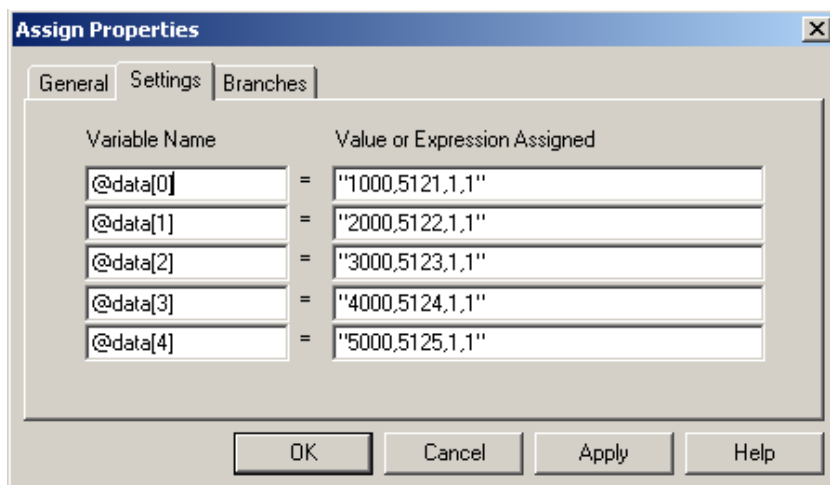 Assign Properties
General Settings Branches
Variable Name Value or Expression Assigned
@data[0] = "1000,5121,1,1"
@data[1] = "2000,5122,1,1"
@data[2] = "3000,5123,1,1"
@data[3] = "4000,5124,1,1"
@data[4] = "5000,5125,1,1"
OK Cancel Apply Help